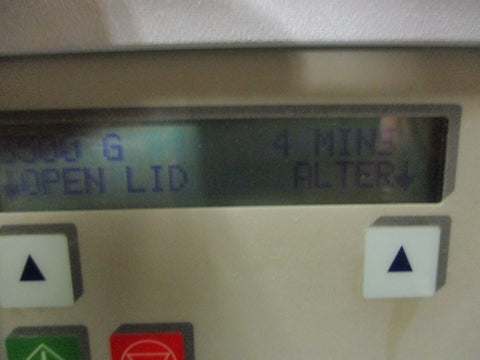 G 4 MINS
↓OPEN LID ALTER↓